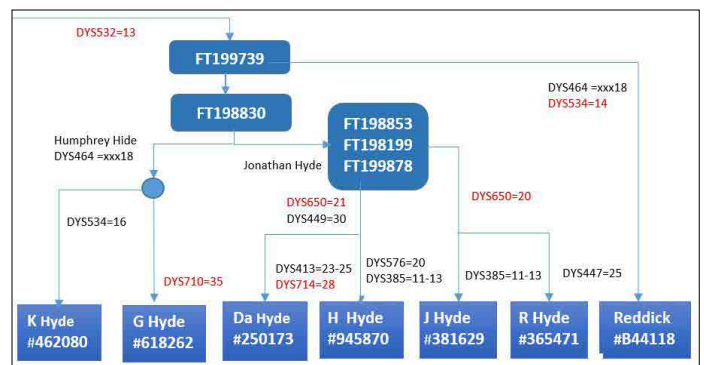 DYS532=13
FT199739
FT198830
DYS464 =xxx18
DYS534=14
Humphrey Hide
DYS464 =xxx18
Jonathan Hyde
FT198853
FT198199
FT199878
DYS650=21
DYS449=30
DYS650=20
DYS534=16
DYS710=35
DYS413=23-25
DYS714=28
DYS576=20
DYS385=11-13
DYS385=11-13
DYS447=25
K Hyde
#462080
G Hyde
#618262
Da Hyde
#250173
H Hyde
#945870
J Hyde
#381629
R Hyde
#365471
Reddick
#B44118